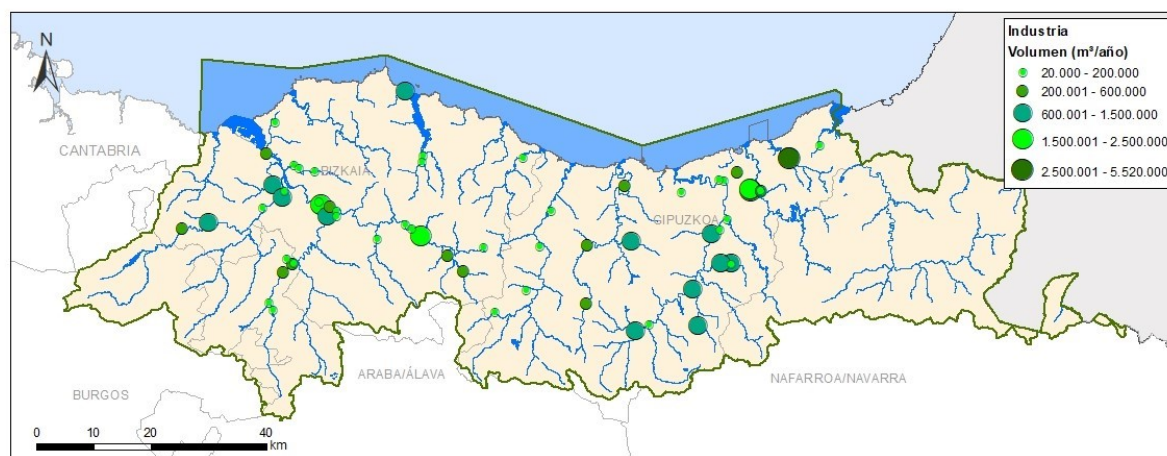 N
CANTABRIA
BIZKAIA
GIPUZKOA
ARABA/ÁLAVA
NAFARROA/NAVARRA
BURGOS
0 10 20 40
km
Industria
Volumen (m³/año)
20.000 - 200.000
200.001 - 600.000
600.001 - 1.500.000
1.500.001 - 2.500.000
2.500.001 - 5.520.000